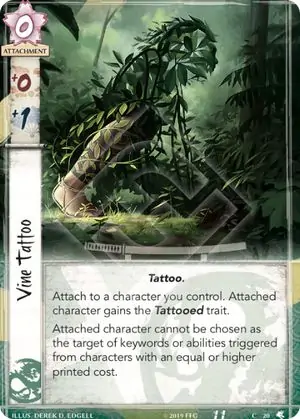 0
ATTACHMENT
+0
+1
Vine Tattoo
Tattoo.
Attach to a character you control. Attached
character gains the Tattooed trait.
Attached character cannot be chosen as
the target of keywords or abilities triggered
from characters with an equal or higher
printed cost.
ILLUS. DEREK D. EDGELL
©2019 FFG
11
C 20